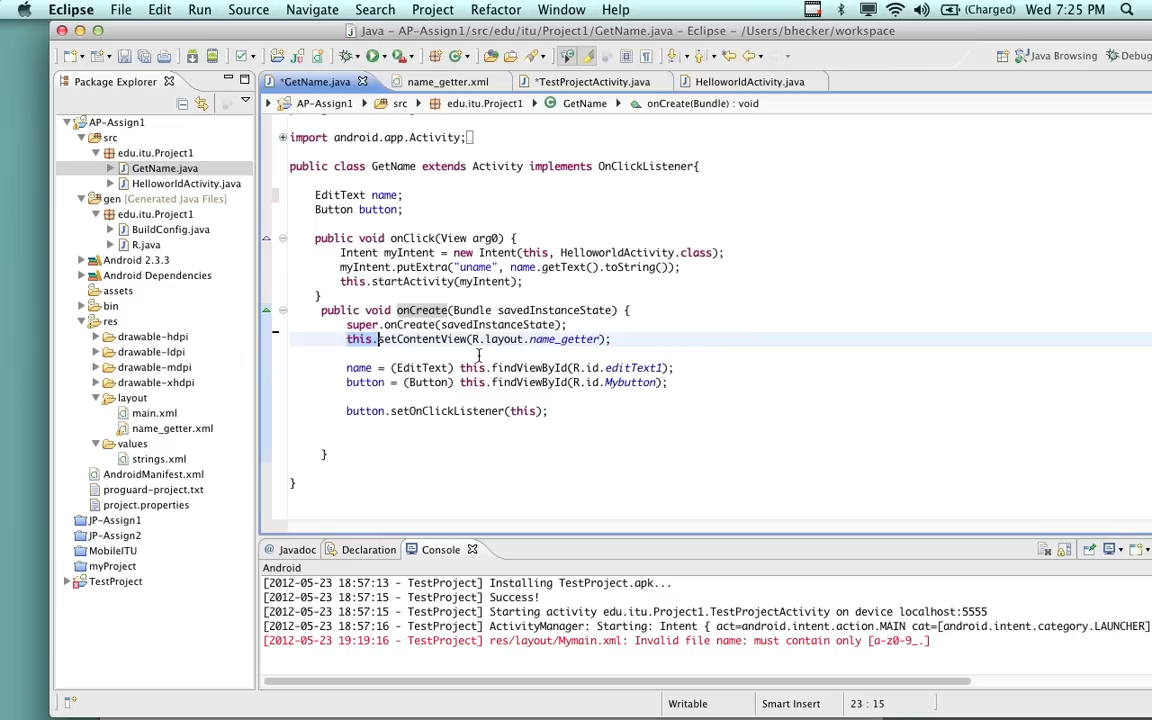 Eclipse File Edit Run Source Navigate Search Project Refactor Window Help (Charged) Wed 7:25 PM
Java – AP-Assign1/src/edu/itu/Project1/GetName.java – Eclipse – /Users/bhecker/workspace
Java Browsing Debug
Package Explorer
*GetName.java name_getter.xml *TestProjectActivity.java HelloworldActivity.java
AP-Assign1 src edu.itu.Project1 GetName onCreate(Bundle) : void
AP-Assign1
src
edu.itu.Project1
GetName.java
HelloworldActivity.java
gen [Generated Java Files]
edu.itu.Project1
BuildConfig.java
R.java
Android 2.3.3
Android Dependencies
assets
bin
res
drawable-hdpi
drawable-ldpi
drawable-mdpi
drawable-xhdpi
layout
main.xml
name_getter.xml
values
strings.xml
AndroidManifest.xml
proguard-project.txt
project.properties
JP-Assign1
JP-Assign2
MobileITU
myProject
TestProject
import android.app.Activity;
public class GetName extends Activity implements OnClickListener{
EditText name;
Button button;
public void onClick(View arg0) {
Intent myIntent = new Intent(this, HelloworldActivity.class);
myIntent.putExtra("uname", name.getText().toString());
this.startActivity(myIntent);
}
public void onCreate(Bundle savedInstanceState) {
super.onCreate(savedInstanceState);
this.setContentView(R.layout.name_getter);
name = (EditText) this.findViewById(R.id.editText1);
button = (Button) this.findViewById(R.id.Mybutton);
button.setOnClickListener(this);
}
}
@ Javadoc Declaration Console
Android
[2012-05-23 18:57:13 - TestProject] Installing TestProject.apk...
[2012-05-23 18:57:15 - TestProject] Success!
[2012-05-23 18:57:15 - TestProject] Starting activity edu.itu.Project1.TestProjectActivity on device localhost:5555
[2012-05-23 18:57:16 - TestProject] ActivityManager: Starting: Intent { act=android.intent.action.MAIN cat=[android.intent.category.LAUNCHER]
[2012-05-23 19:19:16 - TestProject] res/layout/Mymain.xml: Invalid file name: must contain only [a-z0-9_.]
Writable Smart Insert 23 : 15